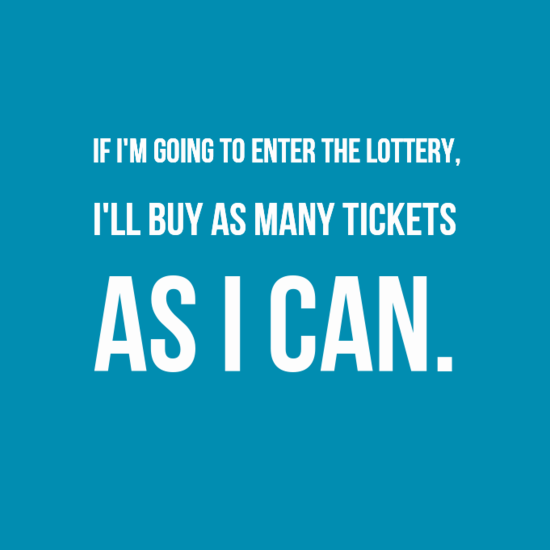 IF I'M GOING TO ENTER THE LOTTERY,
I'LL BUY AS MANY TICKETS
AS I CAN.